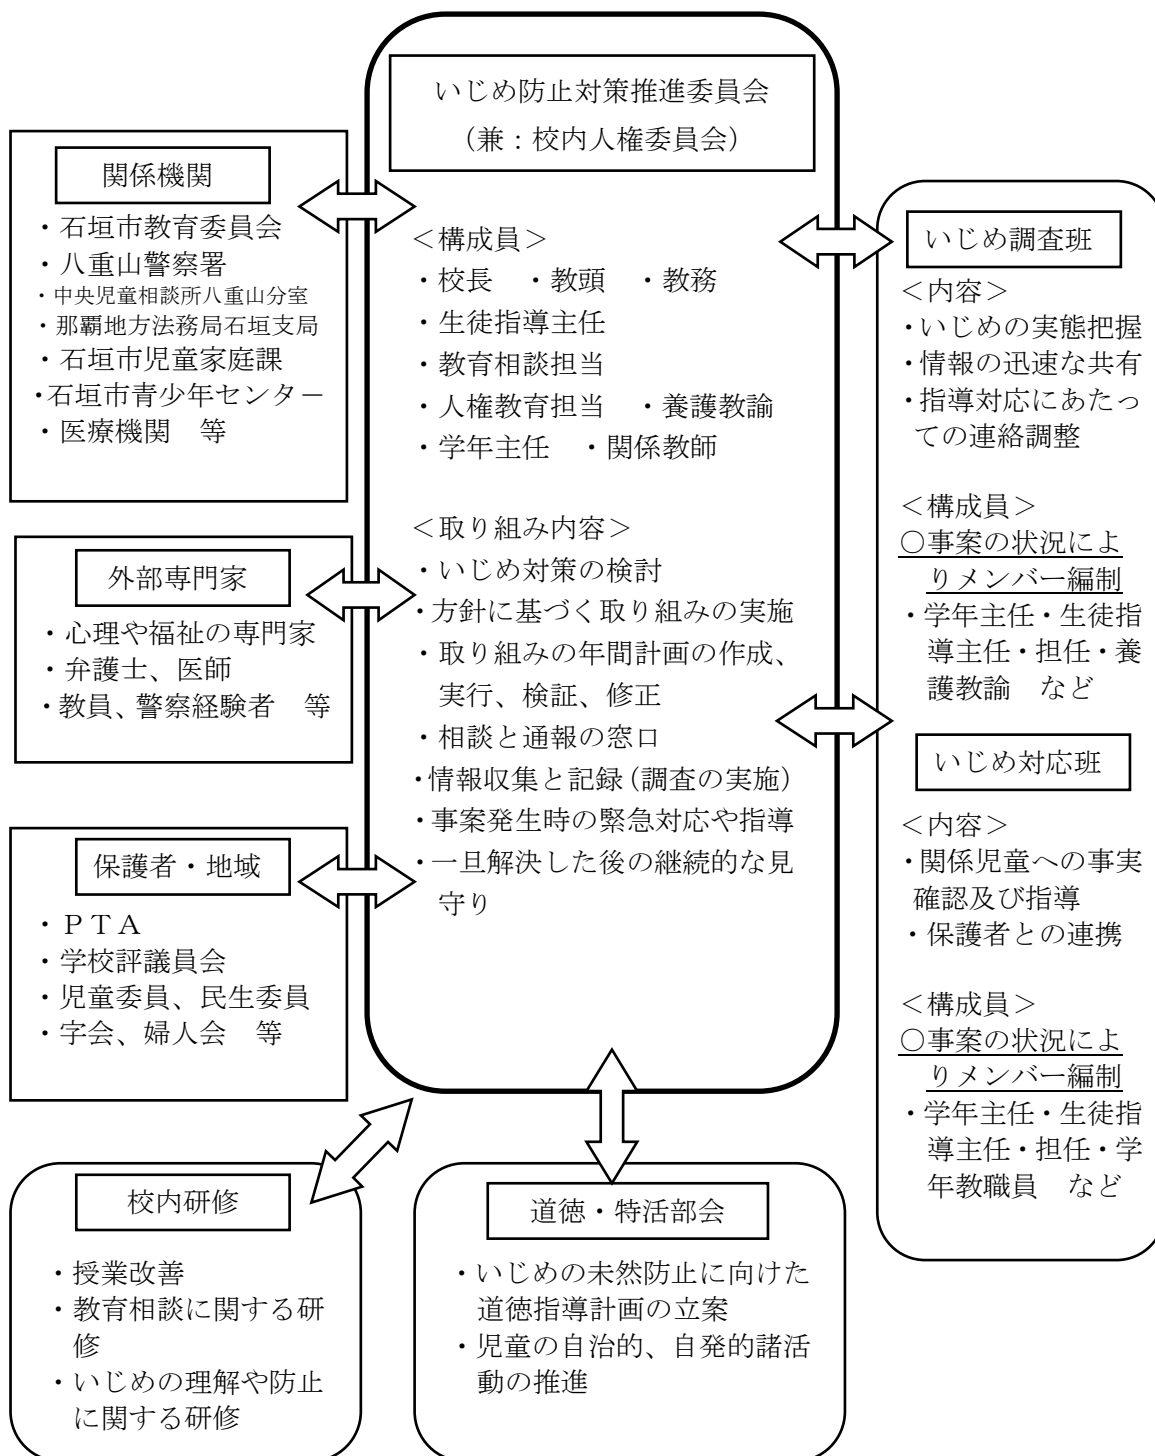 いじめ防止対策推進委員会
(兼：校内人権委員会)
＜構成員＞
・校長　・教頭　・教務
・生徒指導主任
・教育相談担当
・人権教育担当　・養護教諭
・学年主任　・関係教師
＜取り組み内容＞
・いじめ対策の検討
・方針に基づく取り組みの実施
・取り組みの年間計画の作成、
実行、検証、修正
・相談と通報の窓口
・情報収集と記録(調査の実施)
・事案発生時の緊急対応や指導
・一旦解決した後の継続的な見
守り
関係機関
・石垣市教育委員会
・八重山警察署
・中央児童相談所八重山分室
・那覇地方法務局石垣支局
・石垣市児童家庭課
・石垣市青少年センター
・医療機関　等
外部専門家
・心理や福祉の専門家
・弁護士、医師
・教員、警察経験者　等
保護者・地域
・ＰＴＡ
・学校評議員会
・児童委員、民生委員
・字会、婦人会　等
いじめ調査班
＜内容＞
・いじめの実態把握
・情報の迅速な共有
・指導対応にあたっ
ての連絡調整
＜構成員＞
○事案の状況によ
りメンバー編制
・学年主任・生徒指
導主任・担任・養
護教諭　など
いじめ対応班
＜内容＞
・関係児童への事実
確認及び指導
・保護者との連携
＜構成員＞
○事案の状況によ
りメンバー編制
・学年主任・生徒指
導主任・担任・学
年教職員　など
校内研修
・授業改善
・教育相談に関する研
修
・いじめの理解や防止
に関する研修
道徳・特活部会
・いじめの未然防止に向けた
道徳指導計画の立案
・児童の自治的、自発的諸活
動の推進